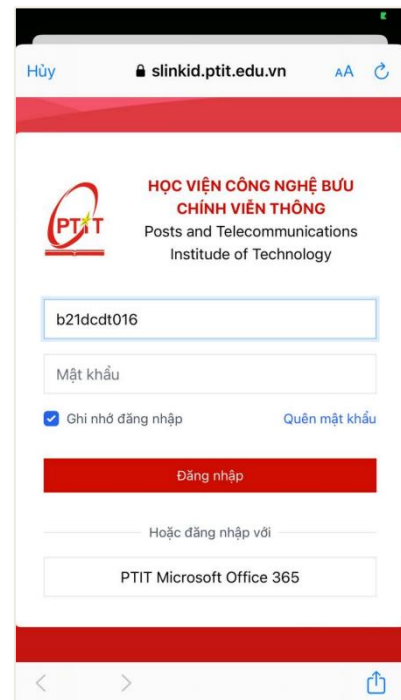 Hủy slinkid.ptit.edu.vn AA
PTIT
HỌC VIỆN CÔNG NGHỆ BƯU
CHÍNH VIỄN THÔNG
Posts and Telecommunications
Institude of Technology
b21dcdt016
Mật khẩu
Ghi nhớ đăng nhập Quên mật khẩu
Đăng nhập
Hoặc đăng nhập với
PTIT Microsoft Office 365